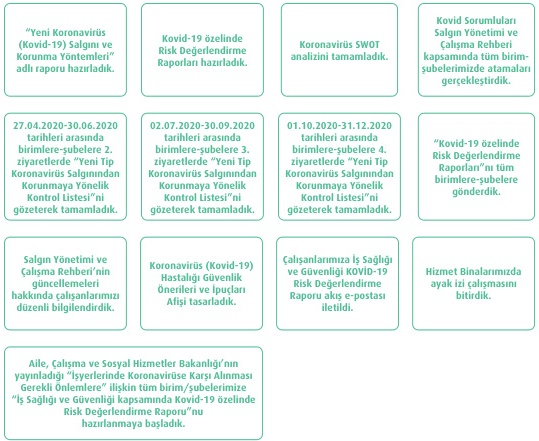 “Yeni Koronavirüs
(Kovid-19) Salgını ve
Korunma Yöntemleri”
adlı raporu hazırladık.
Kovid-19 özelinde
Risk Değerlendirme
Raporları hazırladık.
Koronavirüs SWOT
analizini tamamladık.
Kovid Sorumluları
Salgın Yönetimi ve
Çalışma Rehberi
kapsamında tüm birim-
şubelerimizde atamaları
gerçekleştirdik.
27.04.2020-30.06.2020
tarihleri arasında
birimlere-şubelere 2.
ziyaretlerde “Yeni Tip
Koronavirüs Salgınından
Korunmaya Yönelik
Kontrol Listesi”ni
gözeterek tamamladık.
02.07.2020-30.09.2020
tarihleri arasında
birimlere-şubelere 3.
ziyaretlerde “Yeni Tip
Koronavirüs Salgınından
Korunmaya Yönelik
Kontrol Listesi”ni
gözeterek tamamladık.
01.10.2020-31.12.2020
tarihleri arasında
birimlere-şubelere 4.
ziyaretlerde “Yeni Tip
Koronavirüs Salgınından
Korunmaya Yönelik
Kontrol Listesi”ni
gözeterek tamamladık.
“Kovid-19 özelinde
Risk Değerlendirme
Raporları”nı tüm
birimlere-şubelere
gönderdik.
Salgın Yönetimi ve
Çalışma Rehberi’nin
güncellemeleri
hakkında çalışanlarımızı
düzenli bilgilendirdik.
Koronavirüs (Kovid-19)
Hastalığı Güvenlik
Önerileri ve İpuçları
Afişi tasarladık.
Çalışanlarımıza İş Sağlığı
ve Güvenliği KOVİD-19
Risk Değerlendirme
Raporu akış e-postası
iletildi.
Hizmet Binalarımızda
ayak izi çalışmasını
bitirdik.
Aile, Çalışma ve Sosyal Hizmetler Bakanlığı’nın
yayınladığı “İşyerlerinde Koronavirüse Karşı Alınması
Gerekli Önlemlere” ilişkin tüm birim/şubelerimize
“İş Sağlığı ve Güvenliği kapsamında Kovid-19 özelinde
Risk Değerlendirme Raporu”nu
hazırlanmaya başladık.